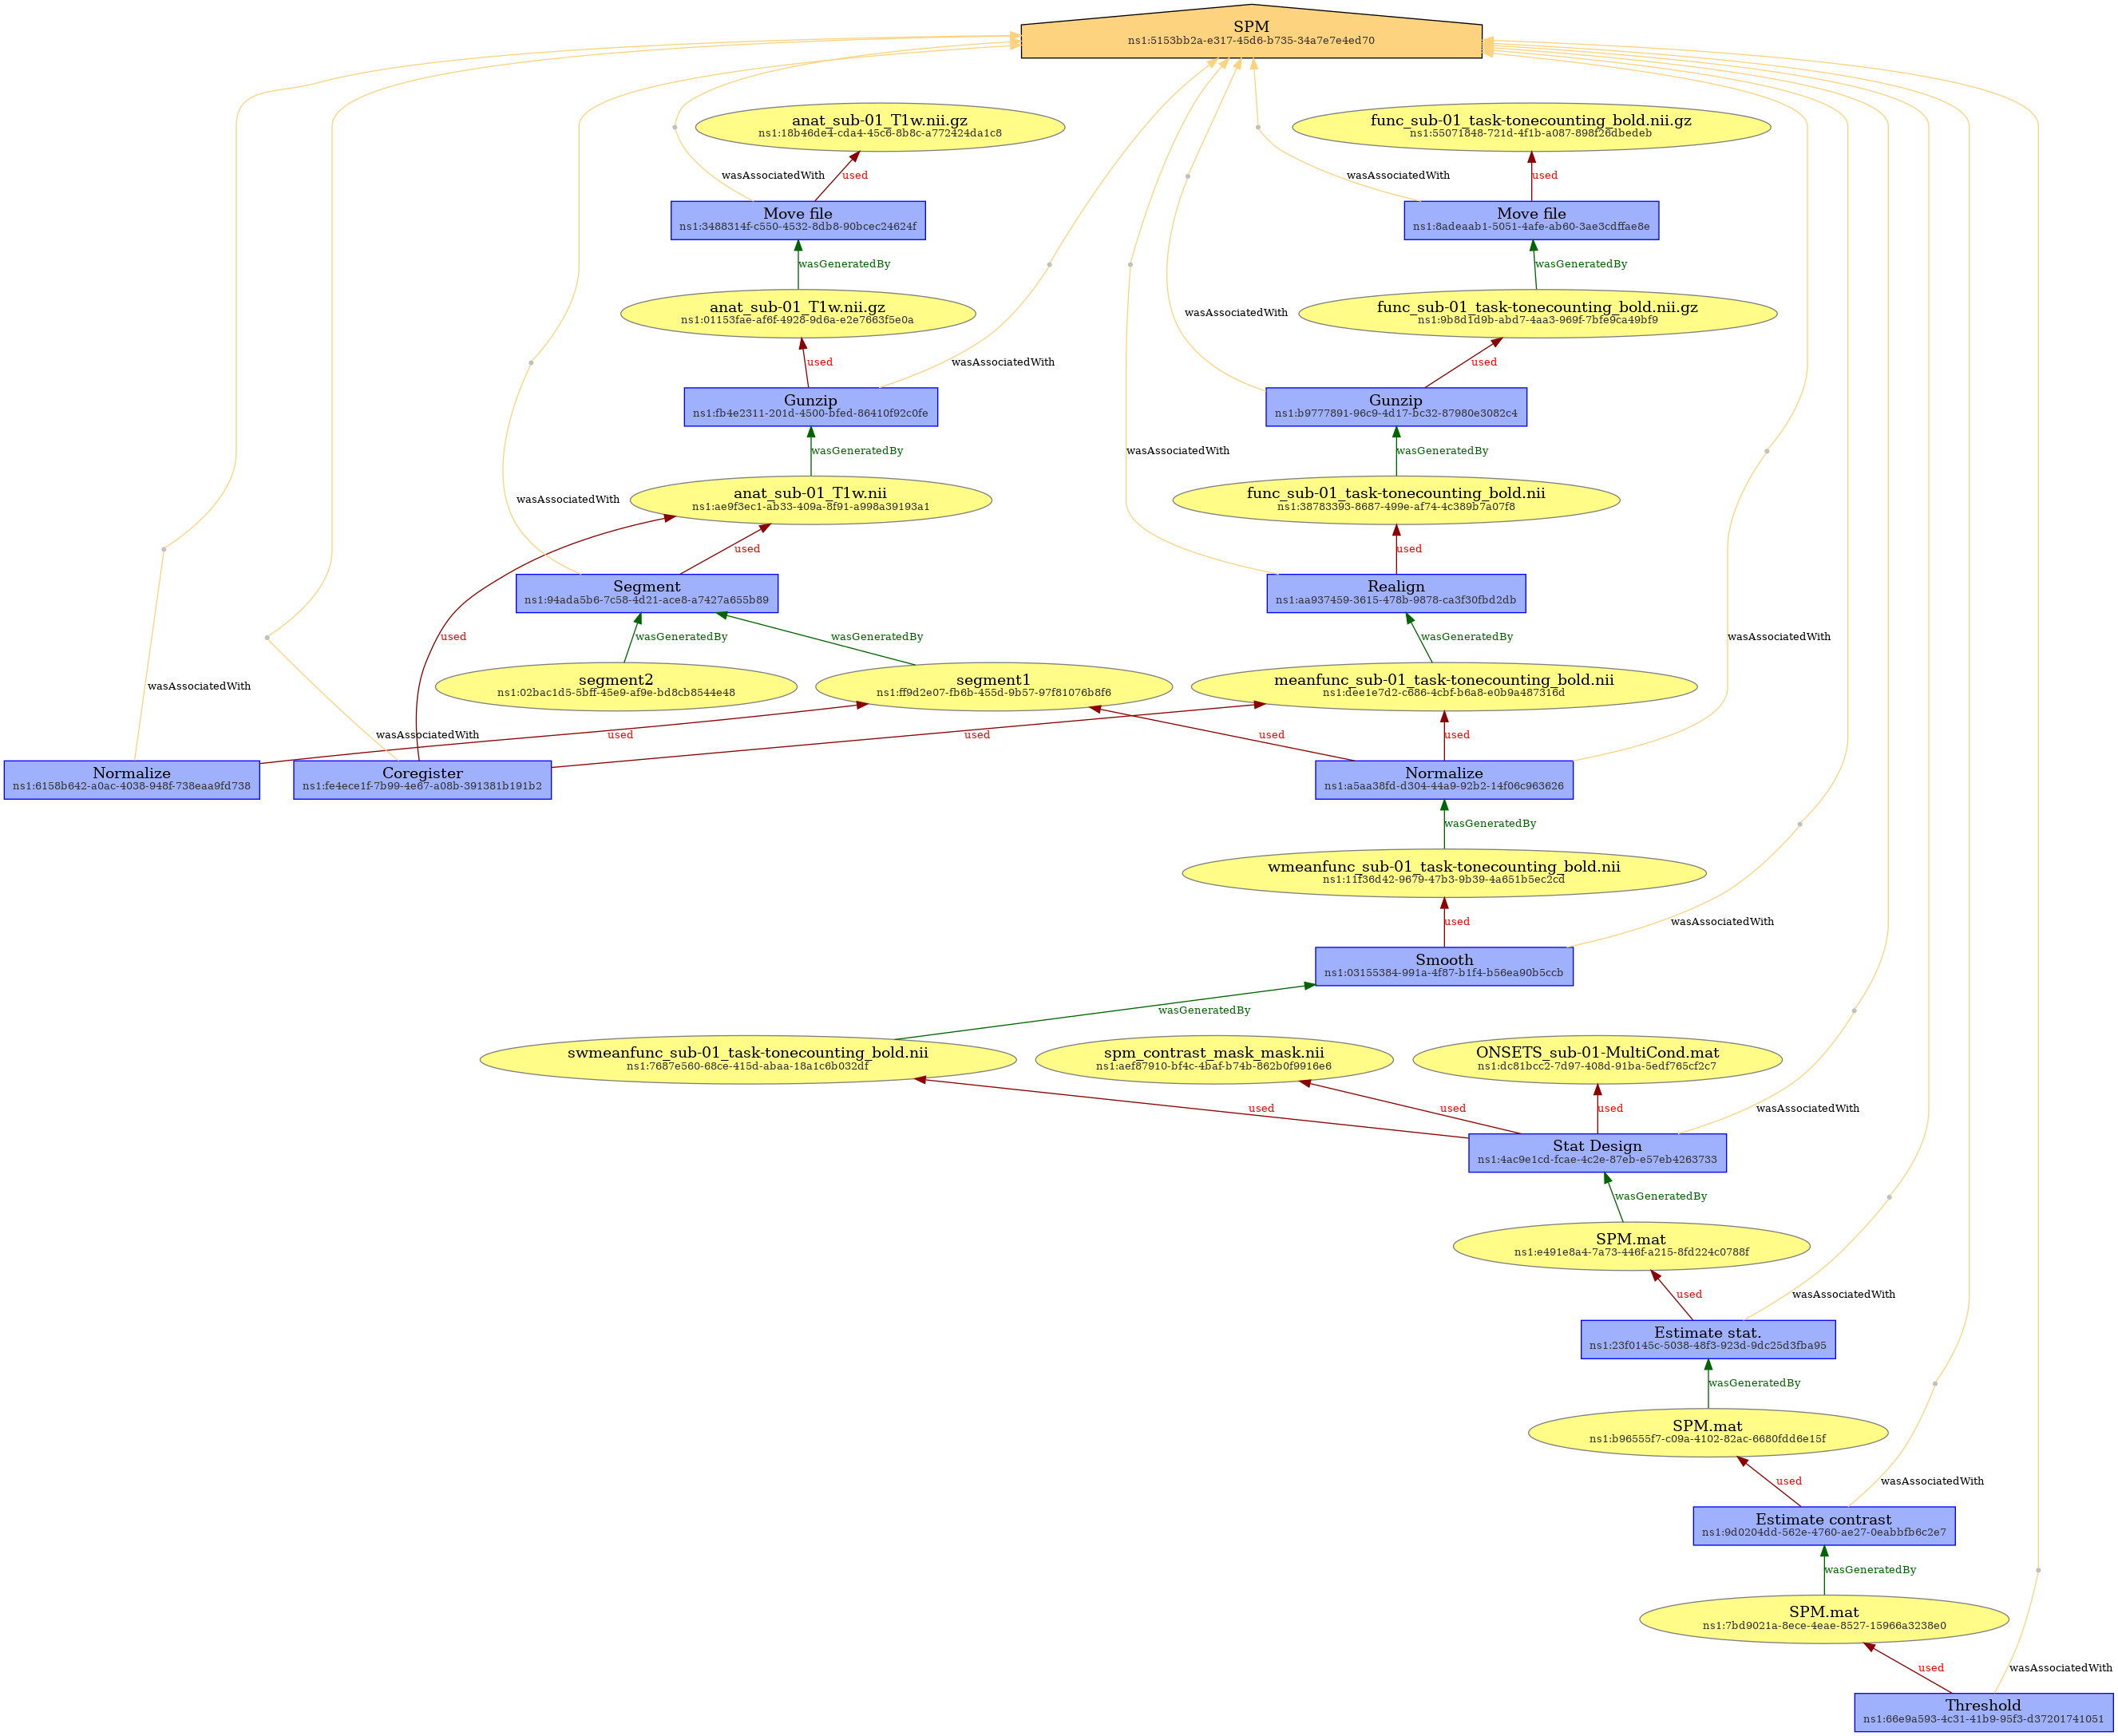 SPM
ns1:5153bb2a-e317-45d6-b735-34a7e7e4ed70
anat_sub-01_T1w.nii.gz
ns1:18b46de4-cda4-45c6-8b8c-a772424da1c8
func_sub-01_task-tonecounting_bold.nii.gz
ns1:55071848-721d-4f1b-a087-898f26dbedeb
wasAssociatedWith
used
wasAssociatedWith
used
Move file
ns1:3488314f-c550-4532-8db8-90bcec24624f
Move file
ns1:8adeaab1-5051-4afe-ab60-3ae3cdffae8e
wasGeneratedBy
wasGeneratedBy
anat_sub-01_T1w.nii.gz
ns1:01153fae-af6f-4928-9d6a-e2e7663f5e0a
wasAssociatedWith
func_sub-01_task-tonecounting_bold.nii.gz
ns1:9b8d1d9b-abd7-4aa3-969f-7bfe9ca49bf9
used
wasAssociatedWith
used
Gunzip
ns1:fb4e2311-201d-4500-bfed-86410f92c0fe
Gunzip
ns1:b9777891-96c9-4d17-bc32-87980e3082c4
wasGeneratedBy
wasAssociatedWith
wasGeneratedBy
wasAssociatedWith
anat_sub-01_T1w.nii
ns1:ae9f3ec1-ab33-409a-8f91-a998a39193a1
func_sub-01_task-tonecounting_bold.nii
ns1:38783393-8687-499e-af74-4c389b7a07f8
used
used
Segment
ns1:94ada5b6-7c58-4d21-ace8-a7427a655b89
Realign
ns1:aa937459-3615-478b-9878-ca3f30fbd2db
used
wasGeneratedBy
wasGeneratedBy
wasGeneratedBy
wasAssociatedWith
wasAssociatedWith
segment2
ns1:02bac1d5-5bff-45e9-af9e-bd8cb8544e48
segment1
ns1:ff9d2e07-fb6b-455d-9b57-97f81076b8f6
meanfunc_sub-01_task-tonecounting_bold.nii
ns1:dee1e7d2-c686-4cbf-b6a8-e0b9a487316d
wasAssociatedWith
used
used
used
used
Normalize
ns1:6158b642-a0ac-4038-948f-738eaa9fd738
Coregister
ns1:fe4ece1f-7b99-4e67-a08b-391381b191b2
Normalize
ns1:a5aa38fd-d304-44a9-92b2-14f06c963626
wasGeneratedBy
wmeanfunc_sub-01_task-tonecounting_bold.nii
ns1:11f36d42-9679-47b3-9b39-4a651b5ec2cd
used
wasAssociatedWith
Smooth
ns1:03155384-991a-4f87-b1f4-b56ea90b5ccb
wasGeneratedBy
swmeanfunc_sub-01_task-tonecounting_bold.nii
ns1:7687e560-68ce-415d-abaa-18a1c6b032df
spm_contrast_mask_mask.nii
ns1:aef87910-bf4c-4baf-b74b-862b0f9916e6
ONSETS_sub-01-MultiCond.mat
ns1:dc81bcc2-7d97-408d-91ba-5edf765cf2c7
used
used
used
wasAssociatedWith
Stat Design
ns1:4ac9e1cd-fcae-4c2e-87eb-e57eb4263733
wasGeneratedBy
SPM.mat
ns1:e491e8a4-7a73-446f-a215-8fd224c0788f
used
wasAssociatedWith
Estimate stat.
ns1:23f0145c-5038-48f3-923d-9dc25d3fba95
wasGeneratedBy
SPM.mat
ns1:b96555f7-c09a-4102-82ac-6680fdd6e15f
used
wasAssociatedWith
Estimate contrast
ns1:9d0204dd-562e-4760-ae27-0eabbfb6c2e7
wasGeneratedBy
SPM.mat
ns1:7bd9021a-8ece-4eae-8527-15966a3238e0
used
wasAssociatedWith
Threshold
ns1:66e9a593-4c31-41b9-95f3-d37201741051